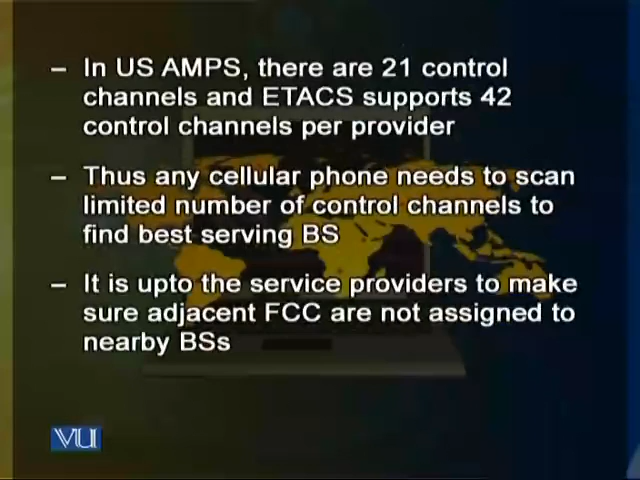 – In US AMPS, there are 21 control
channels and ETACS supports 42
control channels per provider
– Thus any cellular phone needs to scan
limited number of control channels to
find best serving BS
– It is upto the service providers to make
sure adjacent FCC are not assigned to
nearby BSs
VU